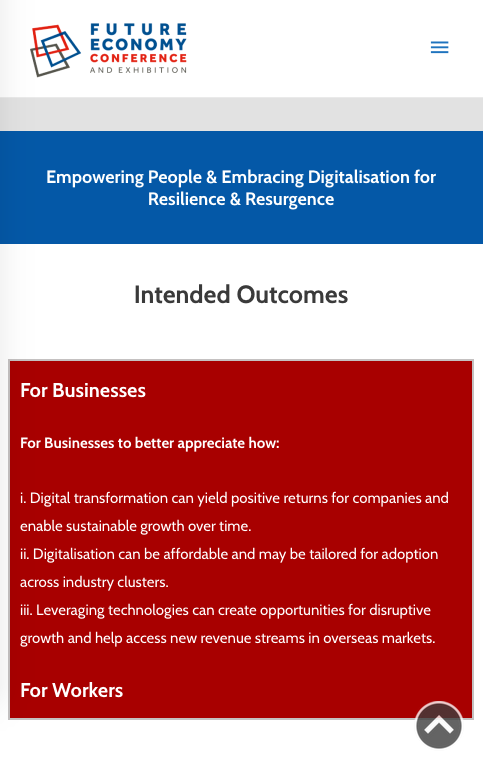 FUTURE
ECONOMY
CONFERENCE
AND EXHIBITION
Empowering People & Embracing Digitalisation for
Resilience & Resurgence
Intended Outcomes
For Businesses
For Businesses to better appreciate how:
i. Digital transformation can yield positive returns for companies and
enable sustainable growth over time.
ii. Digitalisation can be affordable and may be tailored for adoption
across industry clusters.
iii. Leveraging technologies can create opportunities for disruptive
growth and help access new revenue streams in overseas markets.
For Workers